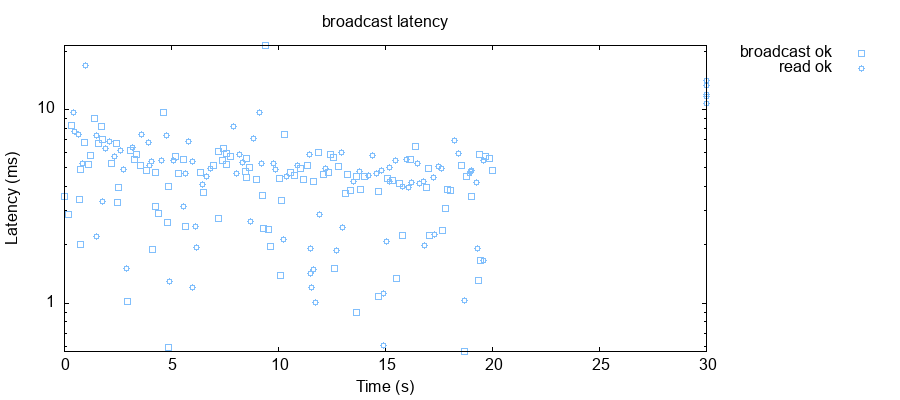 broadcast latency
broadcast ok
read ok
10
1
Latency (ms)
0 5 10 15 20 25 30
Time (s)